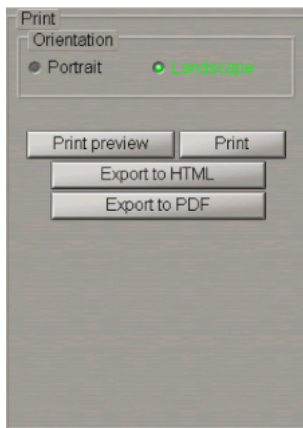 Print
Orientation
Portrait Landscape
Print preview Print
Export to HTML
Export to PDF